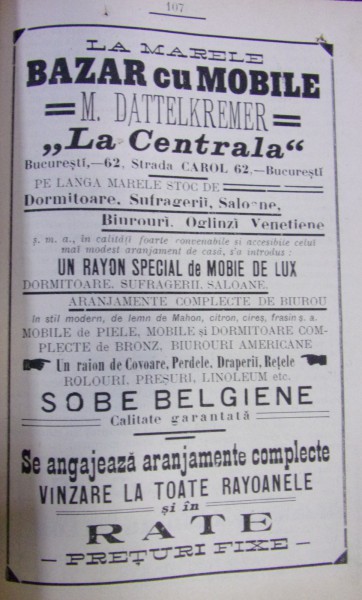 107
LA MARELE
BAZAR cu MOBILE
M. DATTELKREMER
„La Centrala“
București,—62, Strada CAROL 62.—București
PE LANGA MARELE STOC DE
Dormitoare, Sufragerii, Saloane,
Biurouri, Oglinzi Venetiene
ș. m. a., în calități foarte convenabile si accesibile celui
mai modest aranjament de casă, s'a introdus:
UN RAYON SPECIAL de MOBIE DE LUX
DORMITOARE, SUFRAGERII, SALOANE,
ARANJAMENTE COMPLECTE DE BIUROU
In stil modern, de lemn de Mahon, citron, cireș, frasin ș. a.
MOBILE de PIELE, MOBILE și DORMITOARE COM-
PLECTE de BRONZ, BIUROURI AMERICANE
Un raion de Covoare, Perdele, Draperii, Rețele
ROLOURI, PREȘURI, LINOLEUM etc.
SOBE BELGIENE
Calitate garantată
Se angajează aranjamente complecte
VINZARE LA TOATE RAYOANELE
și în
RATE
PREȚURI FIXE